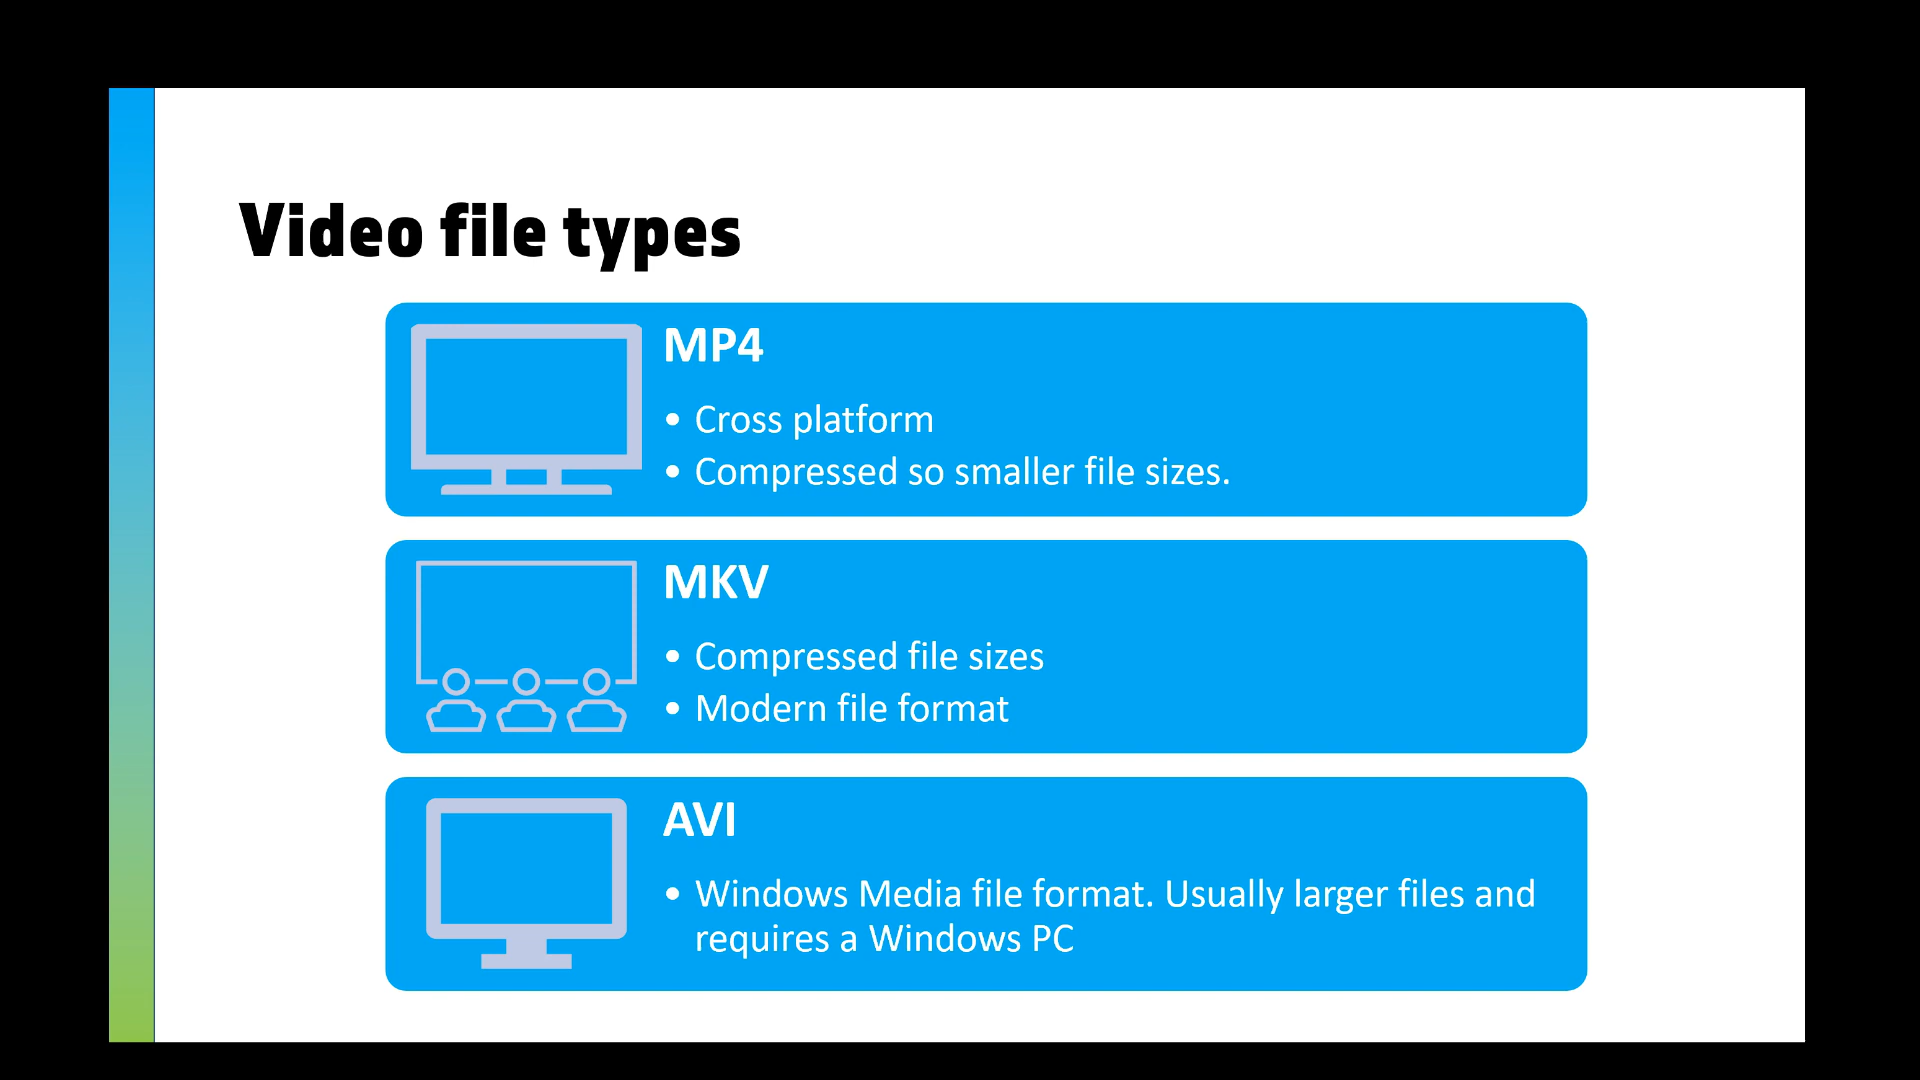 Video file types
MP4
• Cross platform
• Compressed so smaller file sizes.
MKV
• Compressed file sizes
• Modern file format
AVI
• Windows Media file format. Usually larger files and
requires a Windows PC